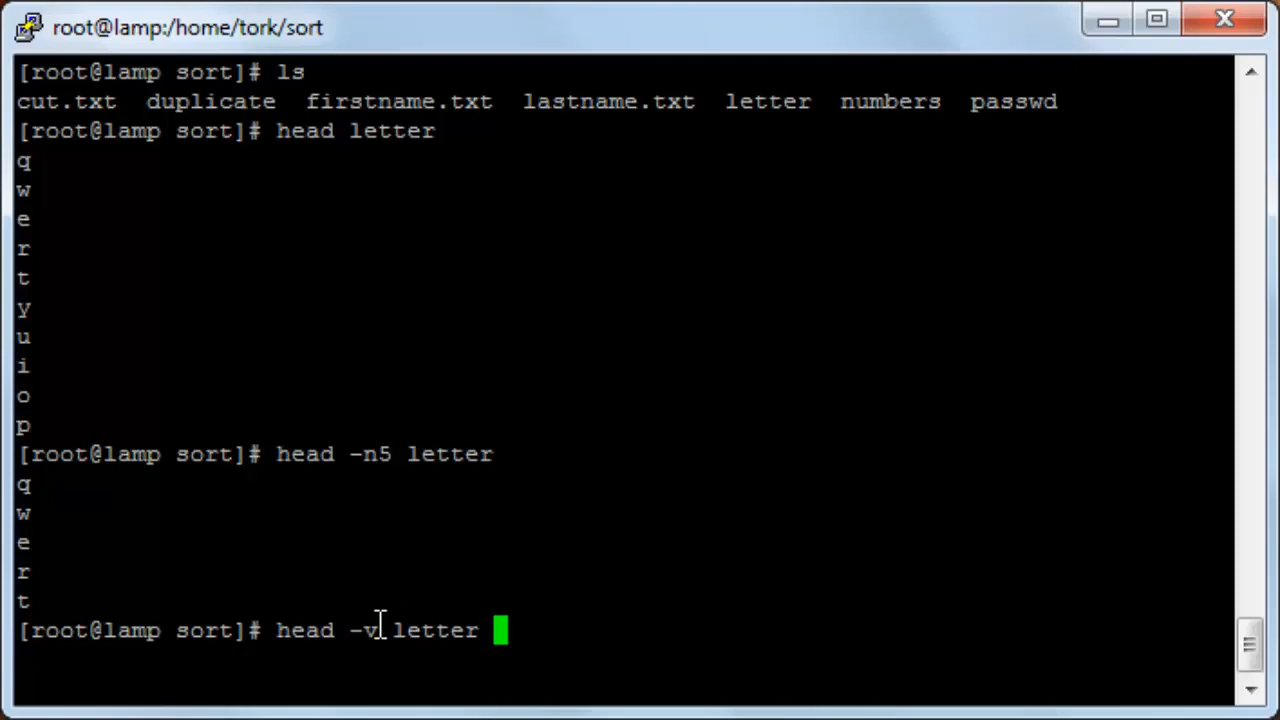 root@lamp:/home/tork/sort
[root@lamp sort]# ls
cut.txt  duplicate  firstname.txt  lastname.txt  letter  numbers  passwd
[root@lamp sort]# head letter
q
w
e
r
t
y
u
i
o
p
[root@lamp sort]# head -n5 letter
q
w
e
r
t
[root@lamp sort]# head -v letter